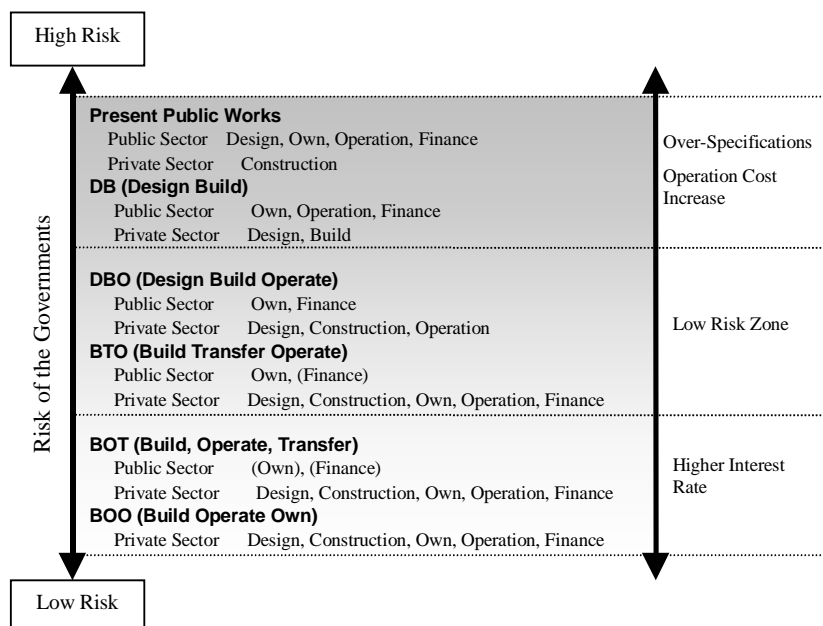 High Risk
Risk of the Governments
Present Public Works
Public Sector Design, Own, Operation, Finance
Private Sector Construction
DB (Design Build)
Public Sector Own, Operation, Finance
Private Sector Design, Build
Over-Specifications
Operation Cost
Increase
DBO (Design Build Operate)
Public Sector Own, Finance
Private Sector Design, Construction, Operation
BTO (Build Transfer Operate)
Public Sector Own, (Finance)
Private Sector Design, Construction, Own, Operation, Finance
Low Risk Zone
BOT (Build, Operate, Transfer)
Public Sector (Own), (Finance)
Private Sector Design, Construction, Own, Operation, Finance
BOO (Build Operate Own)
Private Sector Design, Construction, Own, Operation, Finance
Higher Interest
Rate
Low Risk